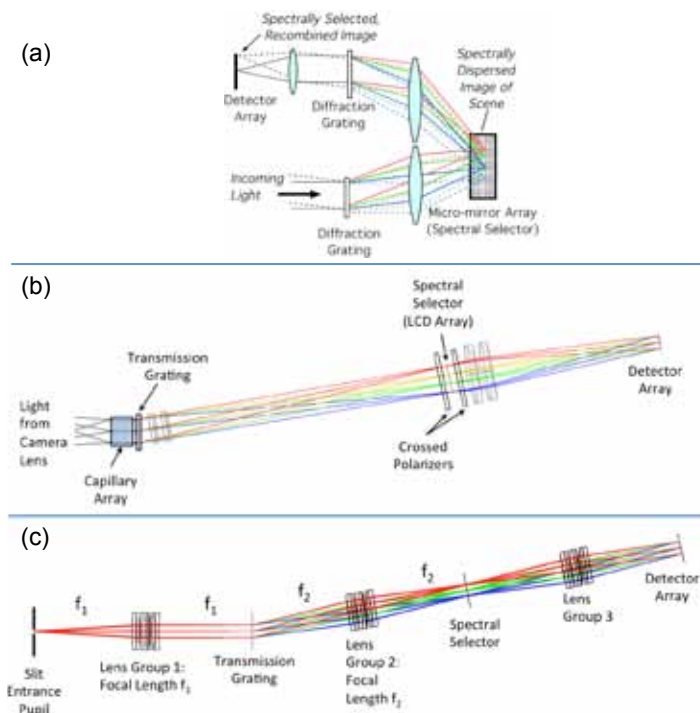 (a)
Spectrally Selected,
Recombined Image
Spectrally
Dispersed
Image of
Scene
Detector
Array
Diffraction
Grating
Incoming
Light
Micro-mirror Array
(Spectral Selector)
Diffraction
Grating
(b)
Spectral
Selector
(LCD Array)
Transmission
Grating
Detector
Array
Light
from
Camera
Lens
Crossed
Polarizers
Capillary
Array
(c)
f₁
f₁
f₂
f₂
Detector
Array
Lens
Group 3
Spectral
Selector
Slit
Entrance
Pupil
Lens Group 1:
Focal Length f₁
Transmission
Grating
Lens
Group 2:
Focal
Length f₂